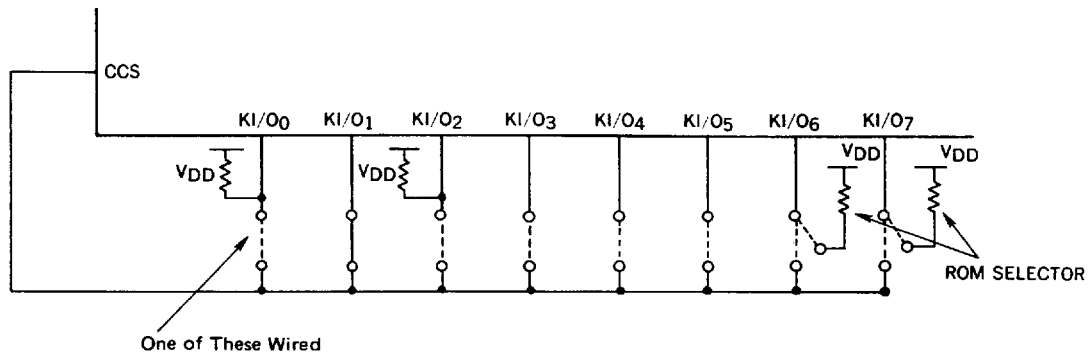 CCS
KI/O0 KI/O1 KI/O2 KI/O3 KI/O4 KI/O5 KI/O6 KI/O7
VDD VDD VDD VDD
ROM SELECTOR
One of These Wired